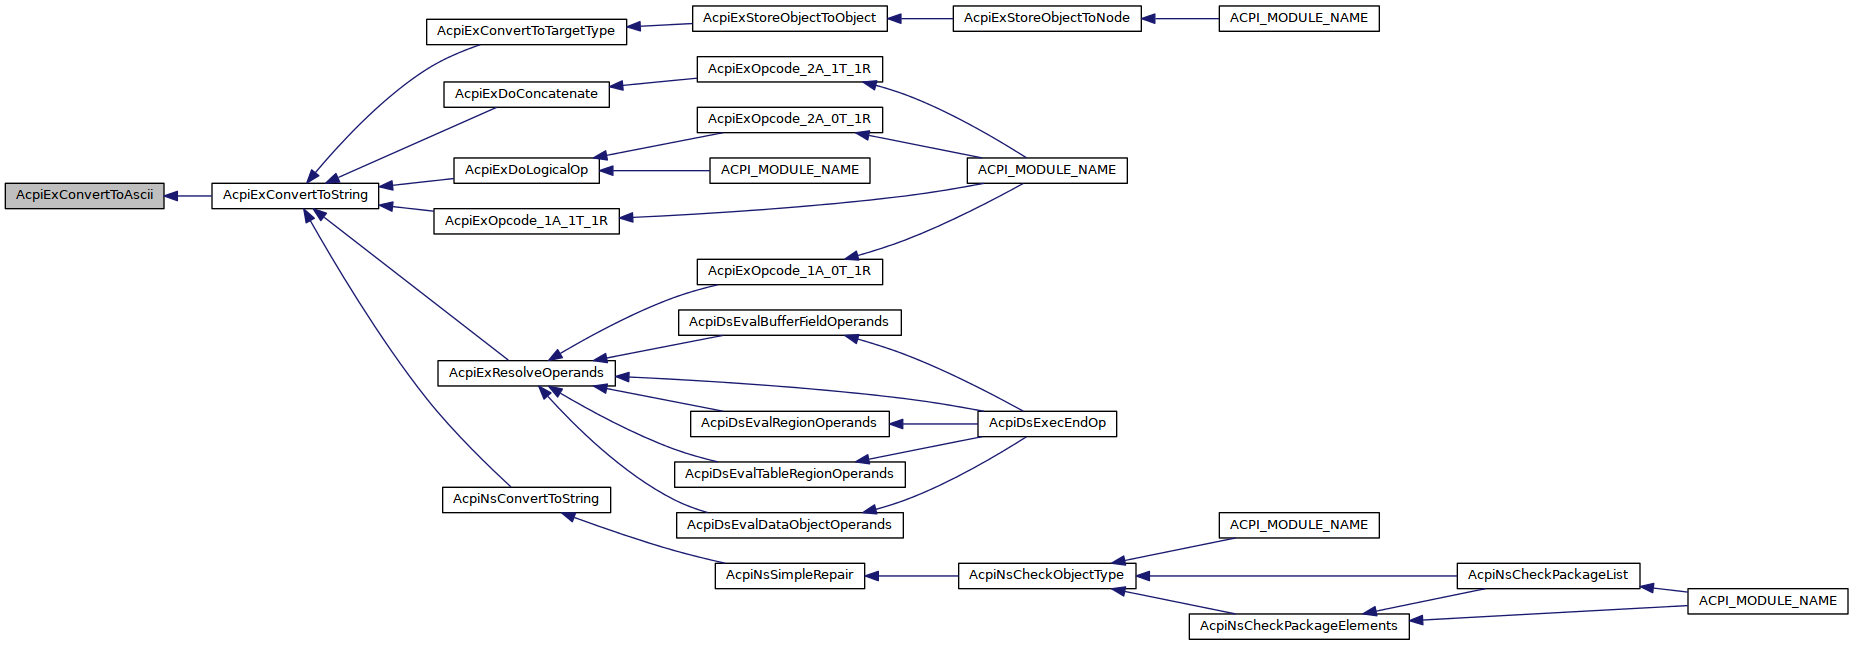 AcpiExConvertToAscii
AcpiExConvertToString
AcpiExConvertToTargetType
AcpiExStoreObjectToObject
AcpiExStoreObjectToNode
ACPI_MODULE_NAME
AcpiExDoConcatenate
AcpiExOpcode_2A_1T_1R
AcpiExOpcode_2A_0T_1R
AcpiExDoLogicalOp
ACPI_MODULE_NAME
ACPI_MODULE_NAME
AcpiExOpcode_1A_1T_1R
AcpiExOpcode_1A_0T_1R
AcpiDsEvalBufferFieldOperands
AcpiExResolveOperands
AcpiDsEvalRegionOperands
AcpiDsExecEndOp
AcpiDsEvalTableRegionOperands
AcpiNsConvertToString
AcpiDsEvalDataObjectOperands
ACPI_MODULE_NAME
AcpiNsSimpleRepair
AcpiNsCheckObjectType
AcpiNsCheckPackageList
ACPI_MODULE_NAME
AcpiNsCheckPackageElements